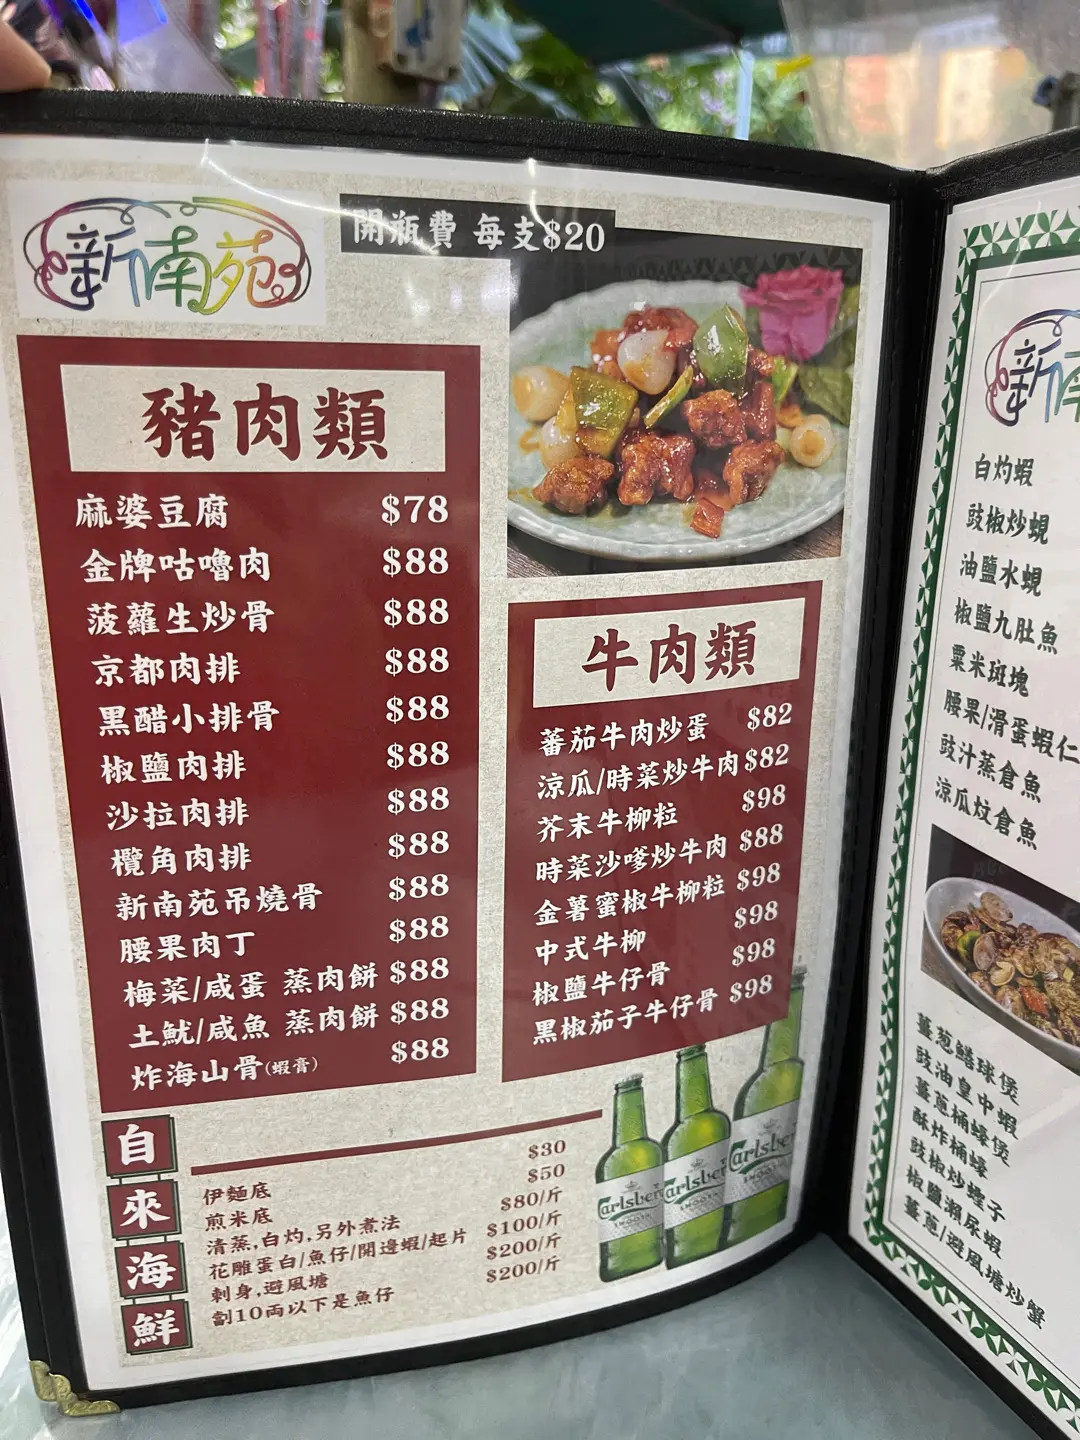 新南苑
開瓶費 每支$20
豬肉類
麻婆豆腐 $78
金牌咕嚕肉 $88
菠蘿生炒骨 $88
京都肉排 $88
黑醋小排骨 $88
椒鹽肉排 $88
沙拉肉排 $88
欖角肉排 $88
新南苑吊燒骨 $88
腰果肉丁 $88
梅菜/咸蛋 蒸肉餅 $88
土魷/咸魚 蒸肉餅 $88
炸海山骨(蝦膏) $88
牛肉類
蕃茄牛肉炒蛋 $82
涼瓜/時菜炒牛肉 $82
芥末牛柳粒 $98
時菜沙嗲炒牛肉 $88
金薯蜜椒牛柳粒 $98
中式牛柳 $98
椒鹽牛仔骨 $98
黑椒茄子牛仔骨 $98
自來海鮮
伊麵底 $30
煎米底 $50
清蒸,白灼,另外煮法 $80/斤
花雕蛋白/魚仔/開邊蝦/起片 $100/斤
刺身,避風塘 $200/斤
劏10両以下是魚仔 $200/斤
Carlsberg
SMOOTH
Carlsberg
SMOOTH
Carlsberg
SMOOTH
新南
白灼蝦
豉椒炒蜆
油鹽水蜆
椒鹽九肚魚
粟米斑塊
腰果/滑蛋蝦仁
豉汁蒸倉魚
涼瓜炆倉魚
薑葱鱔球煲
豉油皇中蝦
薑蔥桶蠔煲
酥炸桶蠔
豉椒炒蟶子
椒鹽瀨尿蝦
薑蔥/避風塘炒蟹